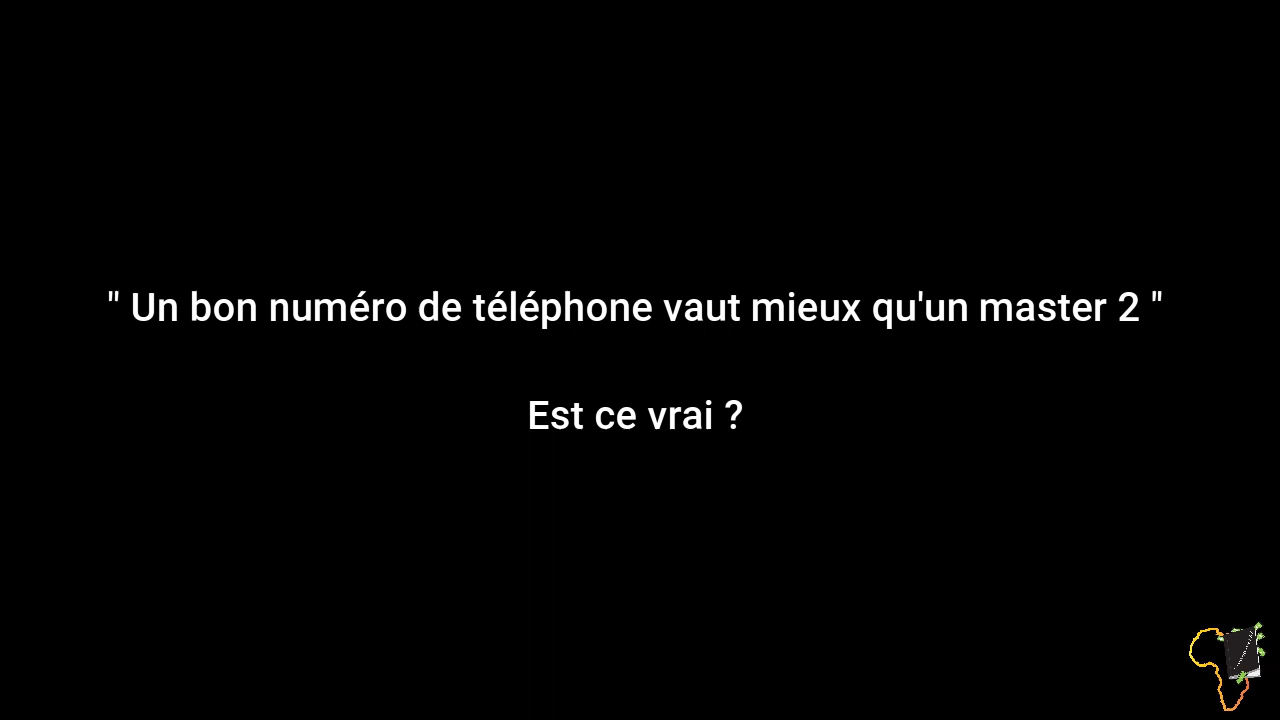 " Un bon numéro de téléphone vaut mieux qu'un master 2 "
Est ce vrai ?